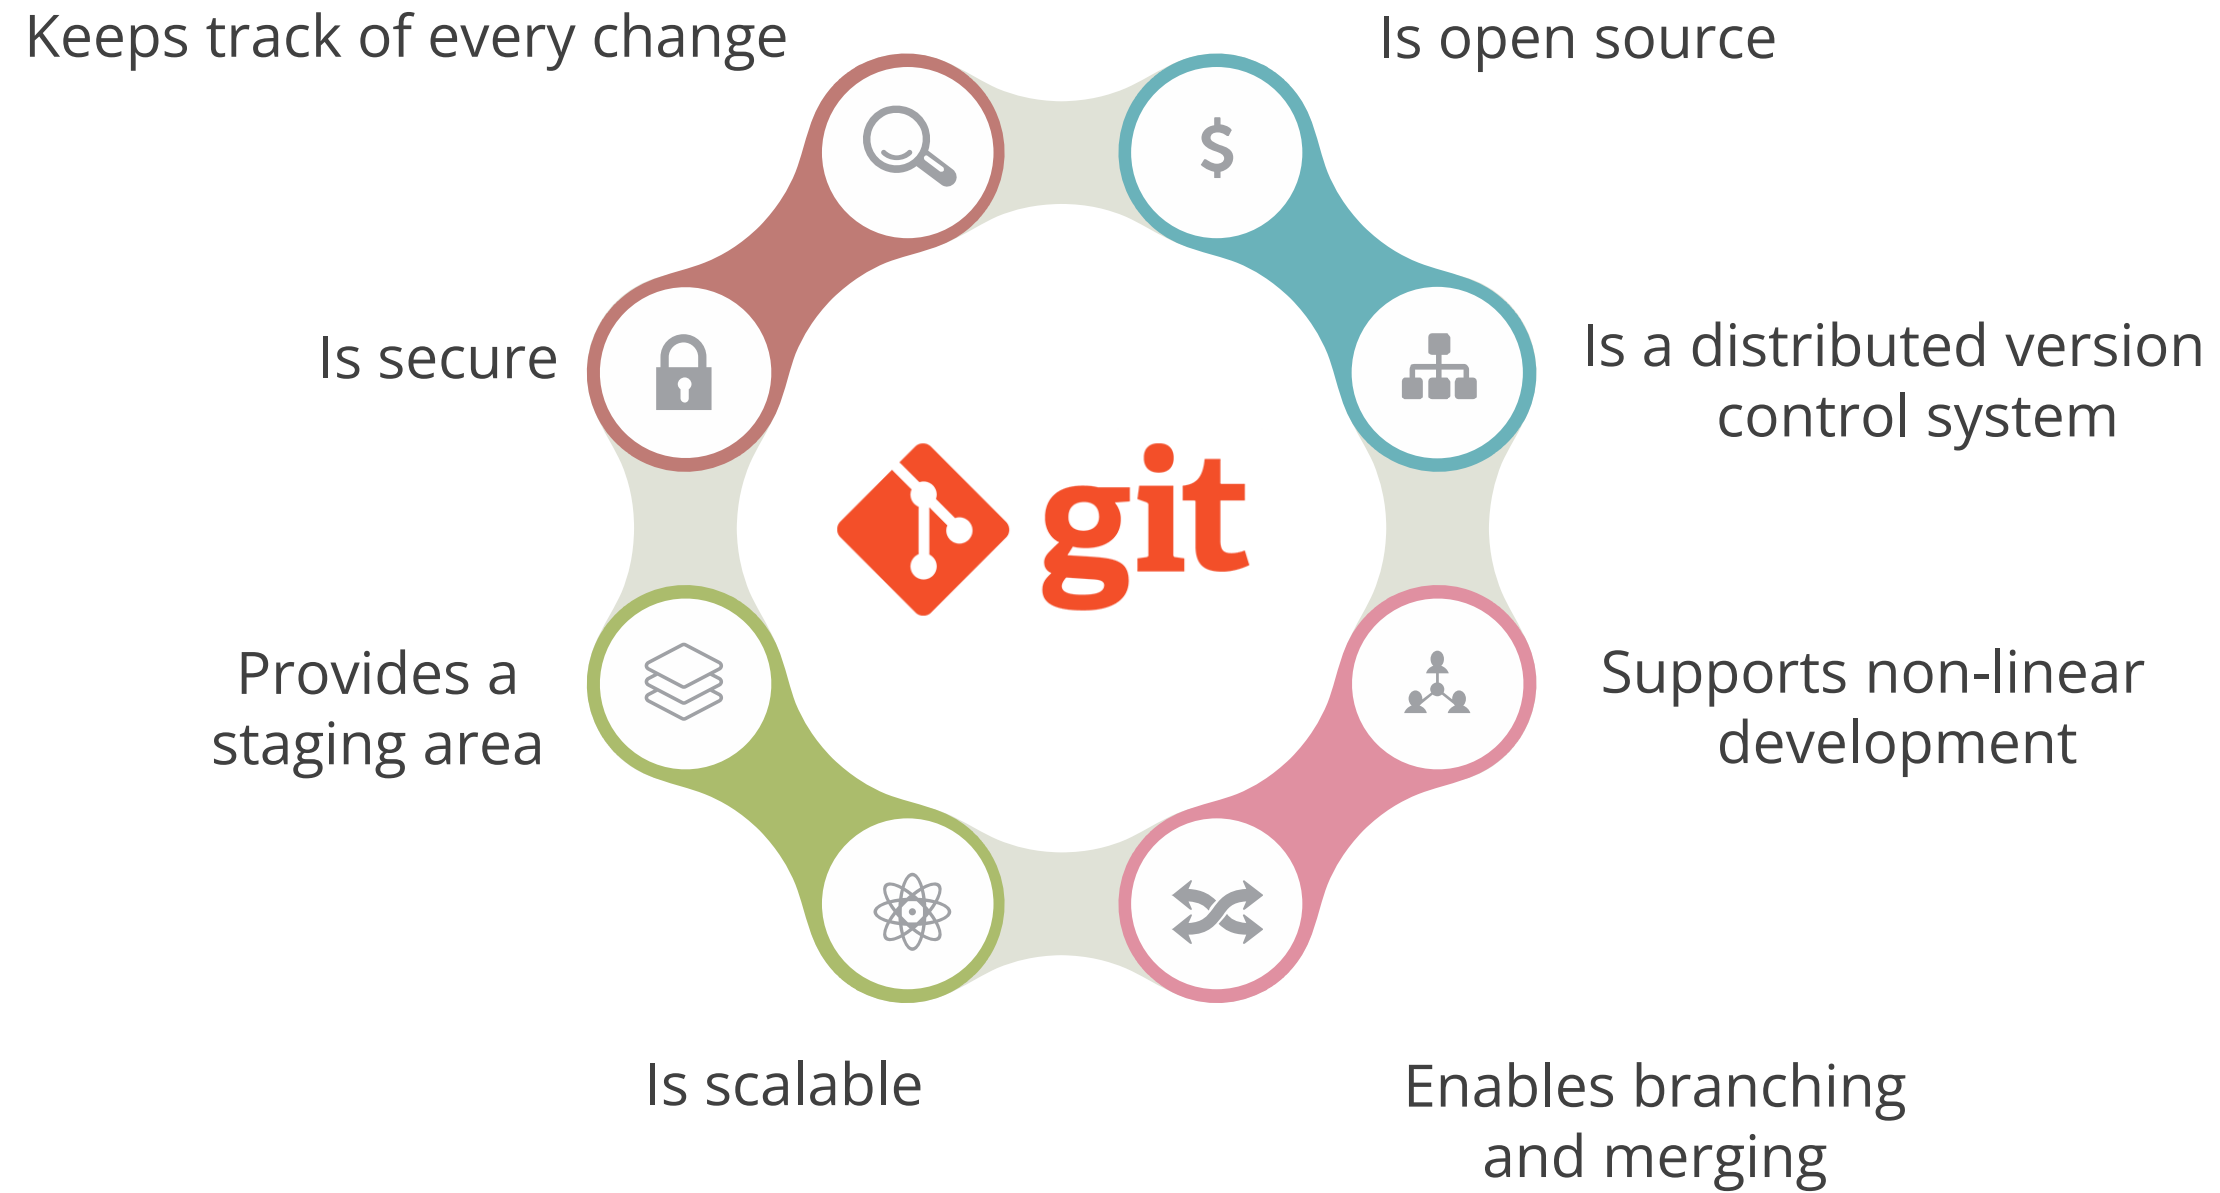 Keeps track of every change
Is open source
$
Is secure
Is a distributed version
control system
git
Provides a
staging area
Supports non-linear
development
Is scalable
Enables branching
and merging